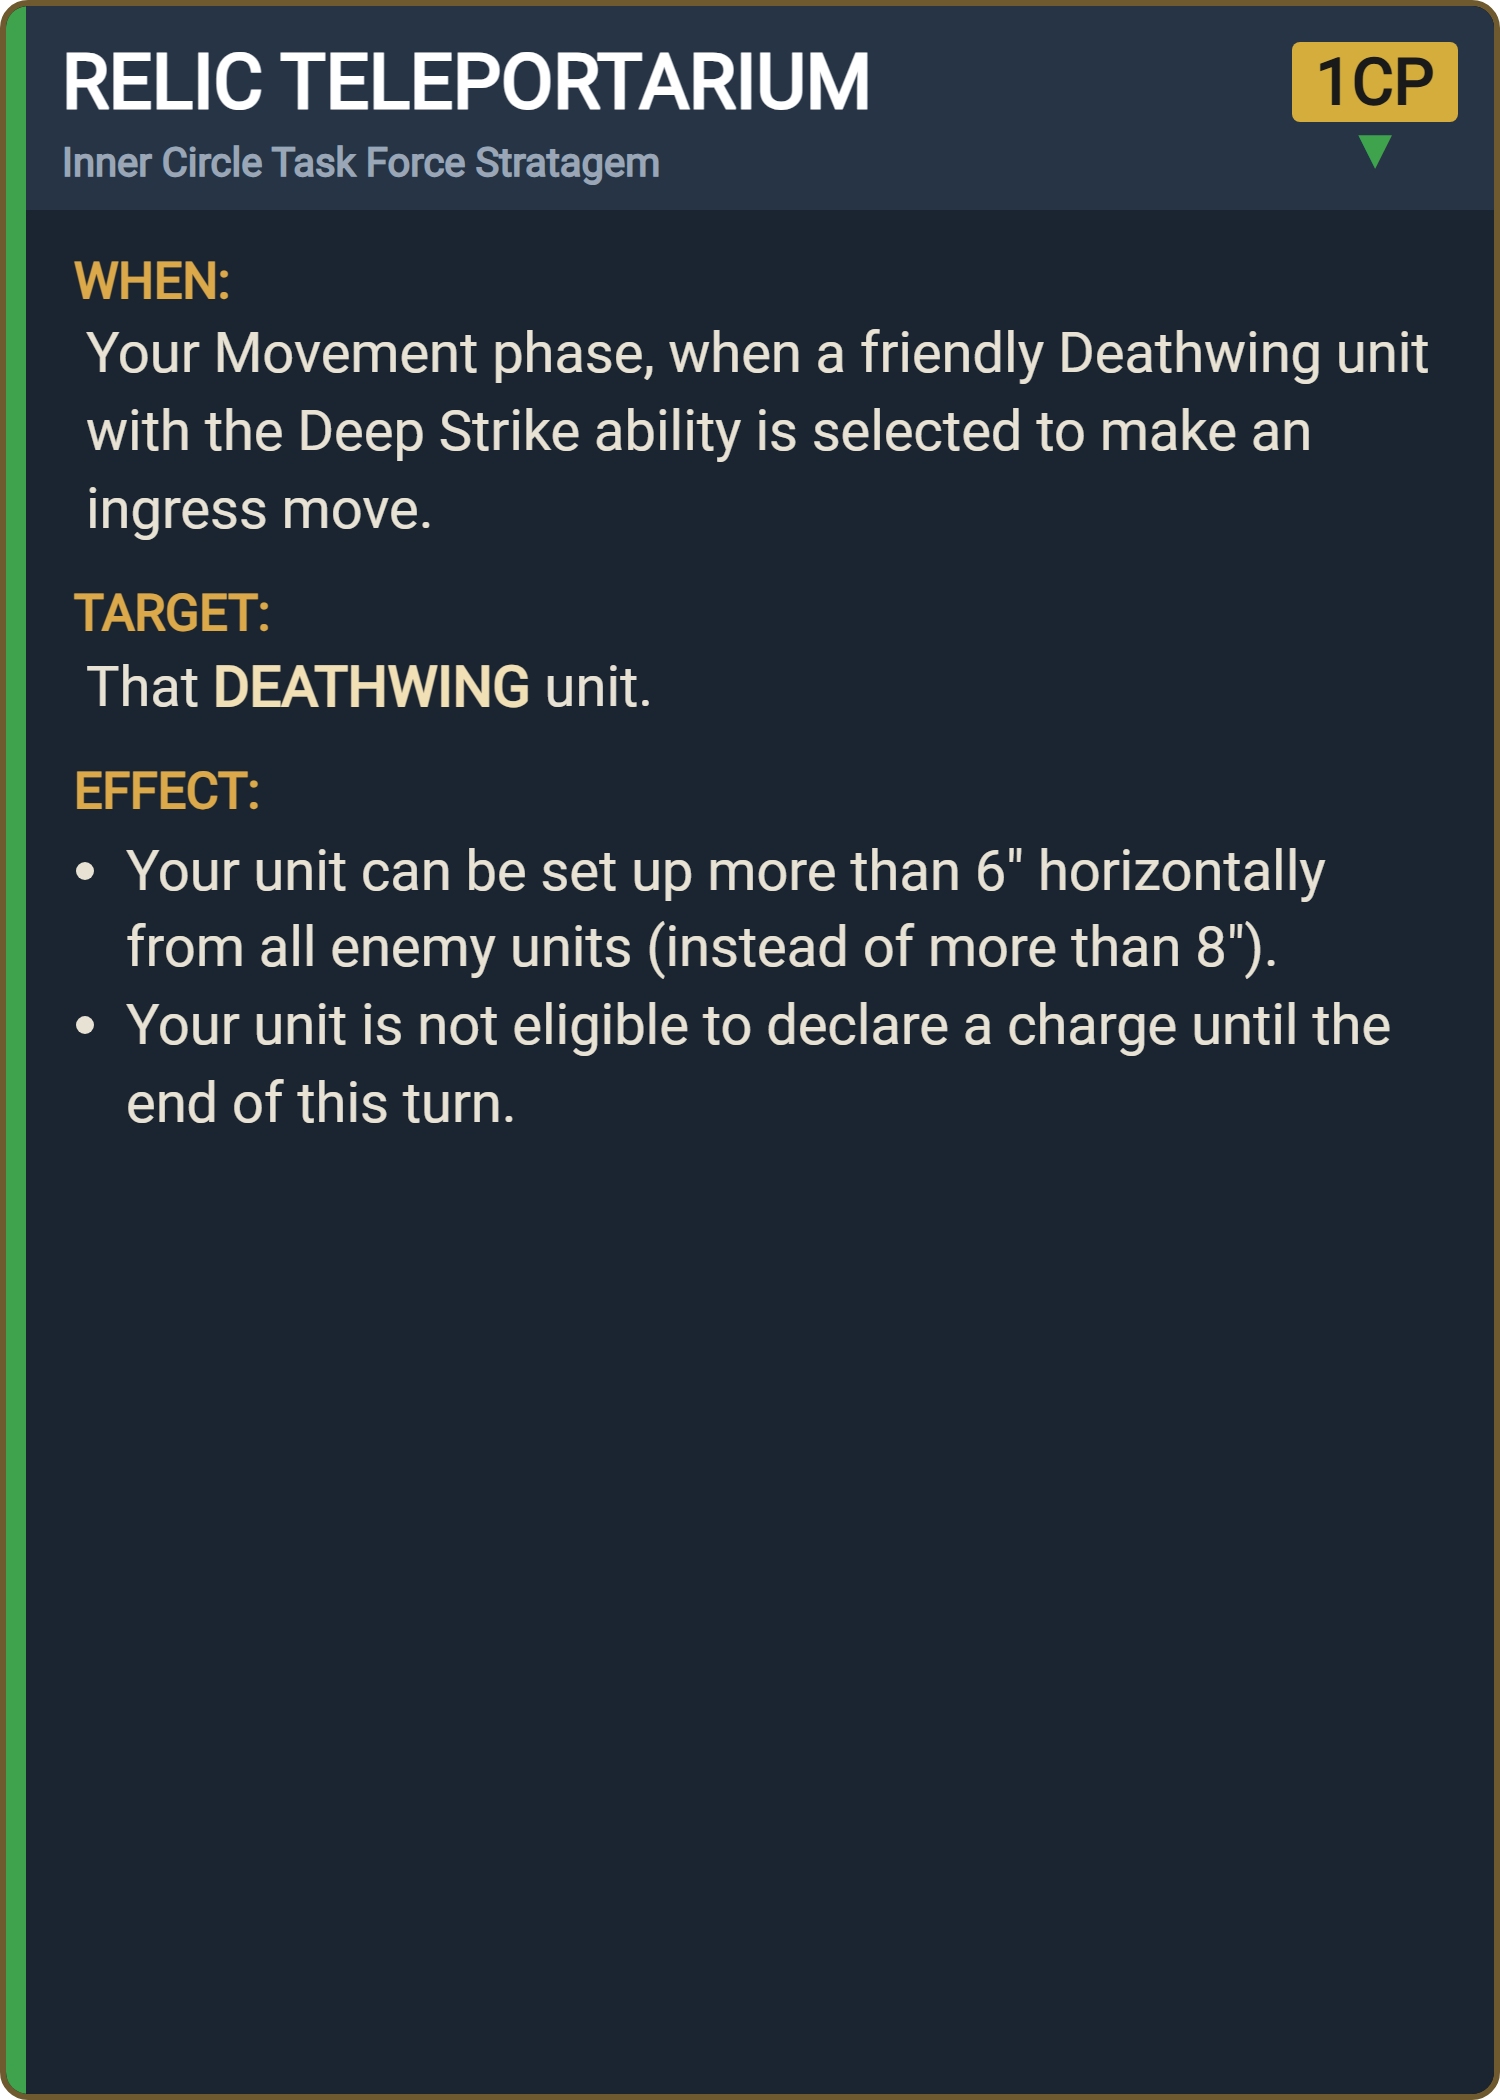 RELIC TELEPORTARIUM
1CP
Inner Circle Task Force Stratagem
WHEN:
Your Movement phase, when a friendly Deathwing unit
with the Deep Strike ability is selected to make an
ingress move.
TARGET:
That DEATHWING unit.
EFFECT:
• Your unit can be set up more than 6" horizontally
from all enemy units (instead of more than 8").
• Your unit is not eligible to declare a charge until the
end of this turn.